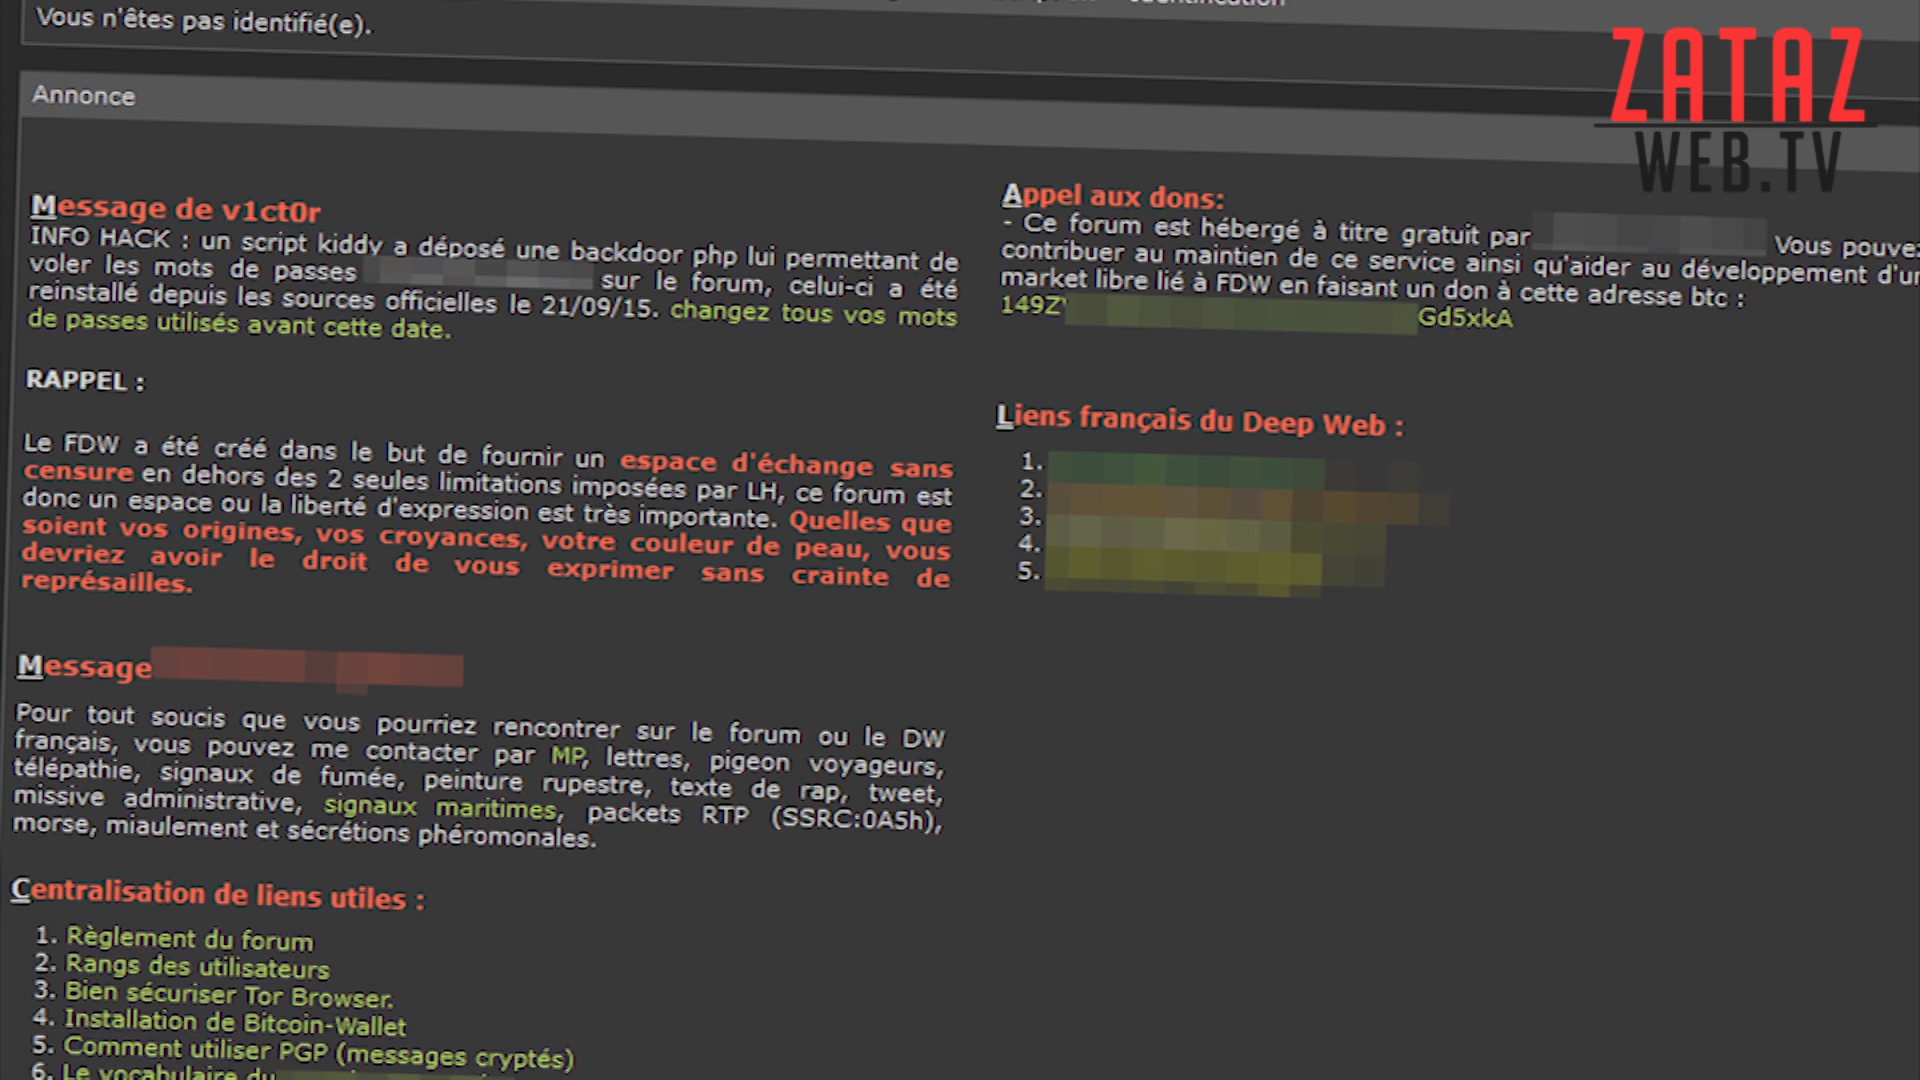 Vous n'êtes pas identifié(e).
ZATAZ
WEB.TV
Annonce
Message de v1ct0r
INFO HACK : un script kiddy a déposé une backdoor php lui permettant de
voler les mots de passes sur le forum, celui-ci a été
reinstallé depuis les sources officielles le 21/09/15. changez tous vos mots
de passes utilisés avant cette date.
RAPPEL :
Le FDW a été créé dans le but de fournir un espace d'échange sans
censure en dehors des 2 seules limitations imposées par LH, ce forum est
donc un espace ou la liberté d'expression est très importante. Quelles que
soient vos origines, vos croyances, votre couleur de peau, vous
devriez avoir le droit de vous exprimer sans crainte de
représailles.
Message
Pour tout soucis que vous pourriez rencontrer sur le forum ou le DW
français, vous pouvez me contacter par MP, lettres, pigeon voyageurs,
télépathie, signaux de fumée, peinture rupestre, texte de rap, tweet,
missive administrative, signaux maritimes, packets RTP (SSRC:0A5h),
morse, miaulement et sécrétions phéromonales.
Centralisation de liens utiles :
1. Règlement du forum
2. Rangs des utilisateurs
3. Bien sécuriser Tor Browser.
4. Installation de Bitcoin-Wallet
5. Comment utiliser PGP (messages cryptés)
6. Le vocabulaire du
Appel aux dons:
- Ce forum est hébergé à titre gratuit par Vous pouvez
contribuer au maintien de ce service ainsi qu'aider au développement d'un
market libre lié à FDW en faisant un don à cette adresse btc :
149Z Gd5xkA
Liens français du Deep Web :
1.
2.
3.
4.
5.